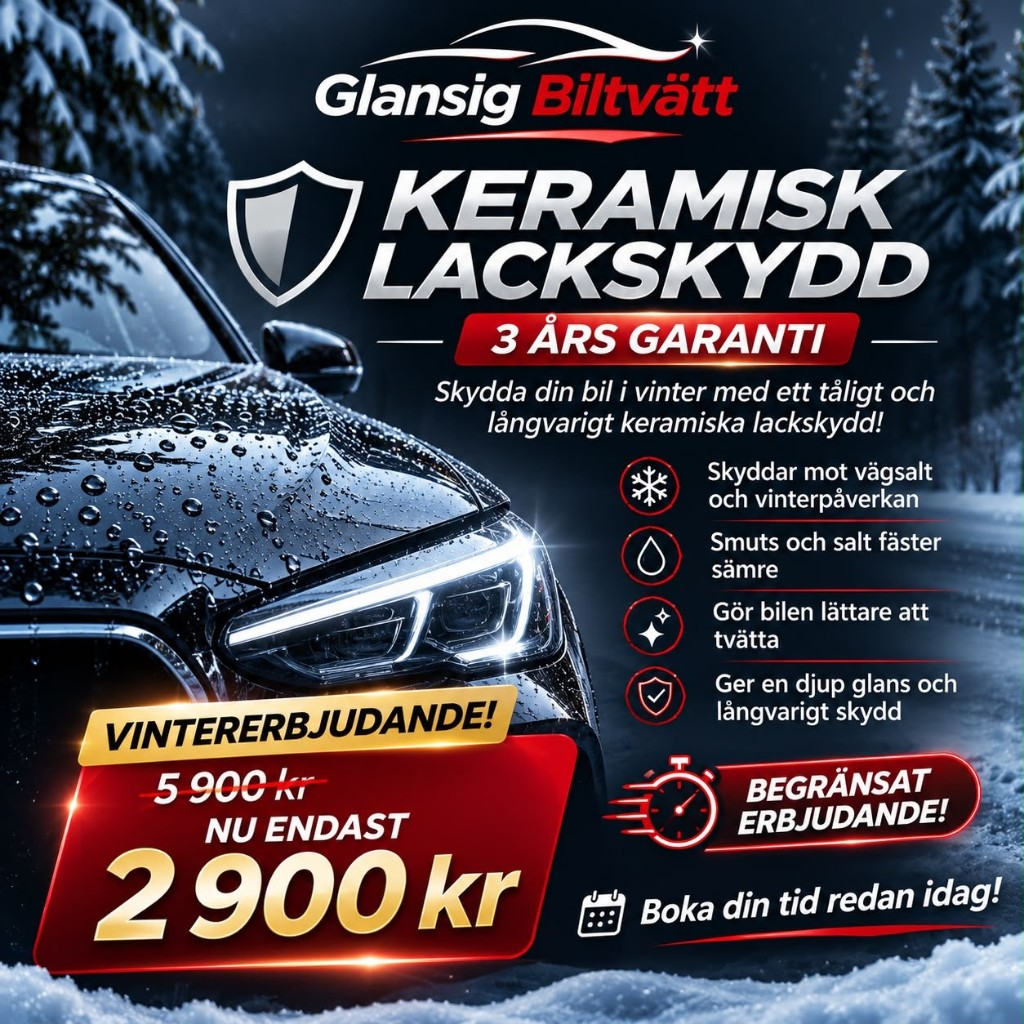 Glansig Biltvätt
KERAMISK
LACKSKYDD
3 ÅRS GARANTI
Skydda din bil i vinter med ett tåligt och
långvarigt keramiska lackskydd!
Skyddar mot vägsalt
och vinterpåverkan
Smuts och salt fäster
sämre
Gör bilen lättare att
tvätta
Ger en djup glans och
långvarigt skydd
VINTERERBJUDANDE!
5 900 kr
NU ENDAST
2 900 kr
BEGRÄNSAT
ERBJUDANDE!
Boka din tid redan idag!